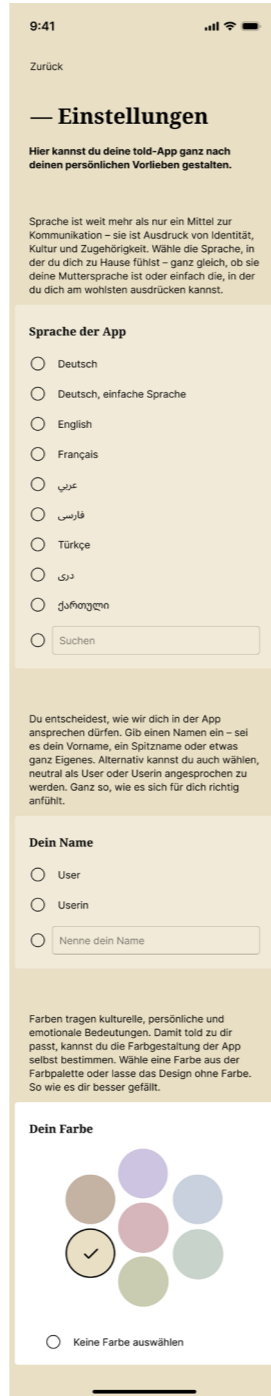 9:41
Zurück
— Einstellungen
Hier kannst du deine told-App ganz nach
deinen persönlichen Vorlieben gestalten.
Sprache ist weit mehr als nur ein Mittel zur
Kommunikation – sie ist Ausdruck von Identität,
Kultur und Zugehörigkeit. Wähle die Sprache, in
der du dich zu Hause fühlst – ganz gleich, ob sie
deine Muttersprache ist oder einfach die, in der
du dich am wohlsten ausdrücken kannst.
Sprache der App
Deutsch
Deutsch, einfache Sprache
English
Français
عربي
فارسی
Türkçe
دری
ქართული
Suchen
Du entscheidest, wie wir dich in der App
ansprechen dürfen. Gib einen Namen ein – sei
es dein Vorname, ein Spitzname oder etwas
ganz Eigenes. Alternativ kannst du auch wählen,
neutral als User oder Userin angesprochen zu
werden. Ganz so, wie es sich für dich richtig
anfühlt.
Dein Name
User
Userin
Nenne dein Name
Farben tragen kulturelle, persönliche und
emotionale Bedeutungen. Damit told zu dir
passt, kannst du die Farbgestaltung der App
selbst bestimmen. Wähle eine Farbe aus der
Farbpalette oder lasse das Design ohne Farbe.
So wie es dir besser gefällt.
Dein Farbe
Keine Farbe auswählen